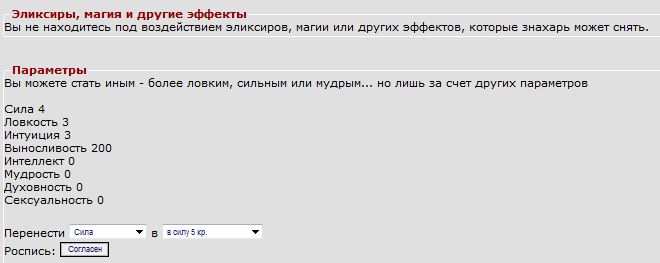 Эликсиры, магия и другие эффекты
Вы не находитесь под воздействием эликсиров, магии или других эффектов, которые знахарь может снять.
Параметры
Вы можете стать иным - более ловким, сильным или мудрым... но лишь за счет других параметров
Сила 4
Ловкость 3
Интуиция 3
Выносливость 200
Интеллект 0
Мудрость 0
Духовность 0
Сексуальность 0
Перенести Сила в в силу 5 кр.
Роспись: Согласен